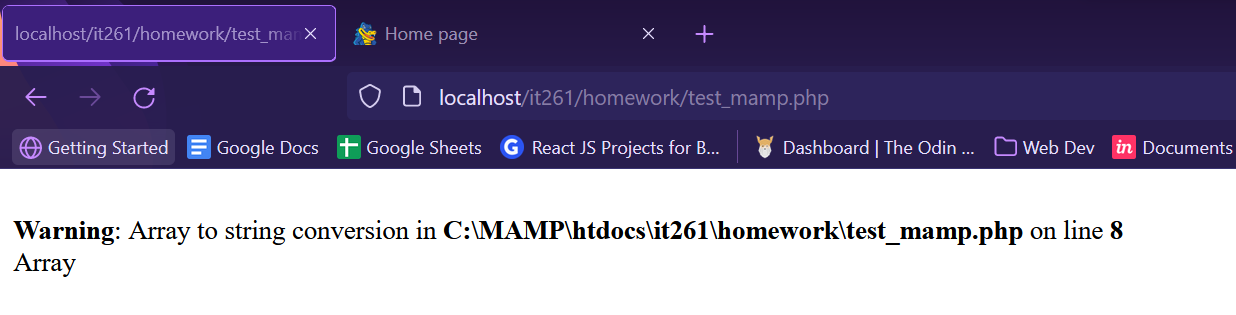 localhost/it261/homework/test_mam
Home page
localhost/it261/homework/test_mamp.php
Getting Started Google Docs Google Sheets G React JS Projects for B... Dashboard | The Odin ... Web Dev in Documents
Warning: Array to string conversion in C:\MAMP\htdocs\it261\homework\test_mamp.php on line 8
Array